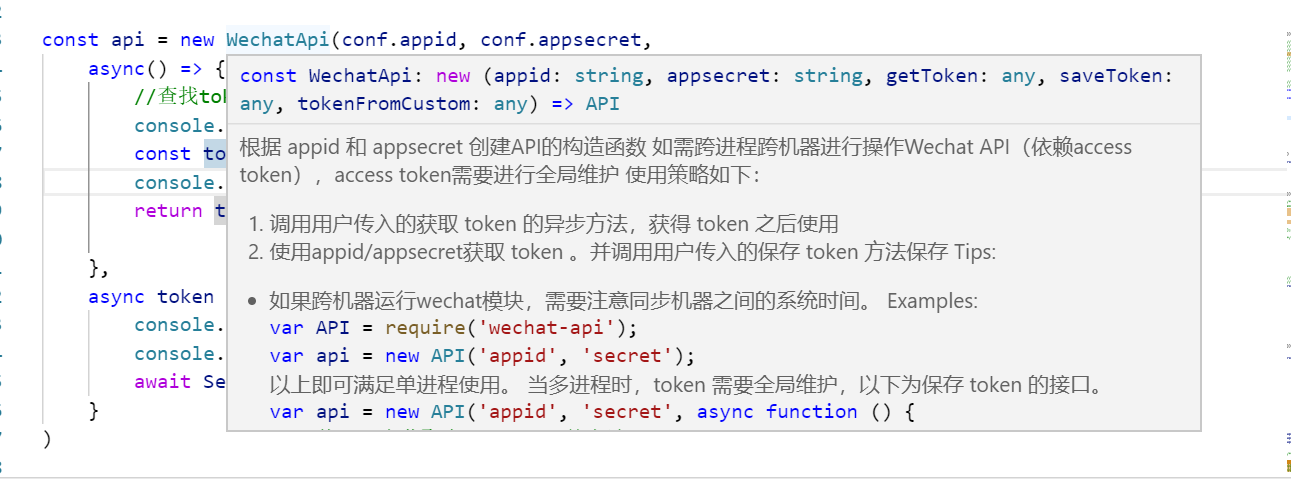 const api = new WechatApi(conf.appid, conf.appsecret,
async() => {
const WechatApi: new (appid: string, appsecret: string, getToken: any, saveToken:
//查找to
any, tokenFromCustom: any) => API
console.
根据 appid 和 appsecret 创建API的构造函数 如需跨进程跨机器进行操作Wechat API（依赖access
const to
token）, access token需要进行全局维护 使用策略如下：
console.
return t
1. 调用用户传入的获取 token 的异步方法，获得 token 之后使用
2. 使用appid/appsecret获取 token 。并调用用户传入的保存 token 方法保存 Tips:
},
async token
• 如果跨机器运行wechat模块，需要注意同步机器之间的系统时间。 Examples:
console.
var API = require('wechat-api');
console.
var api = new API('appid', 'secret');
await Se
以上即可满足单进程使用。 当多进程时，token 需要全局维护，以下为保存 token 的接口。
}
var api = new API('appid', 'secret', async function () {
)